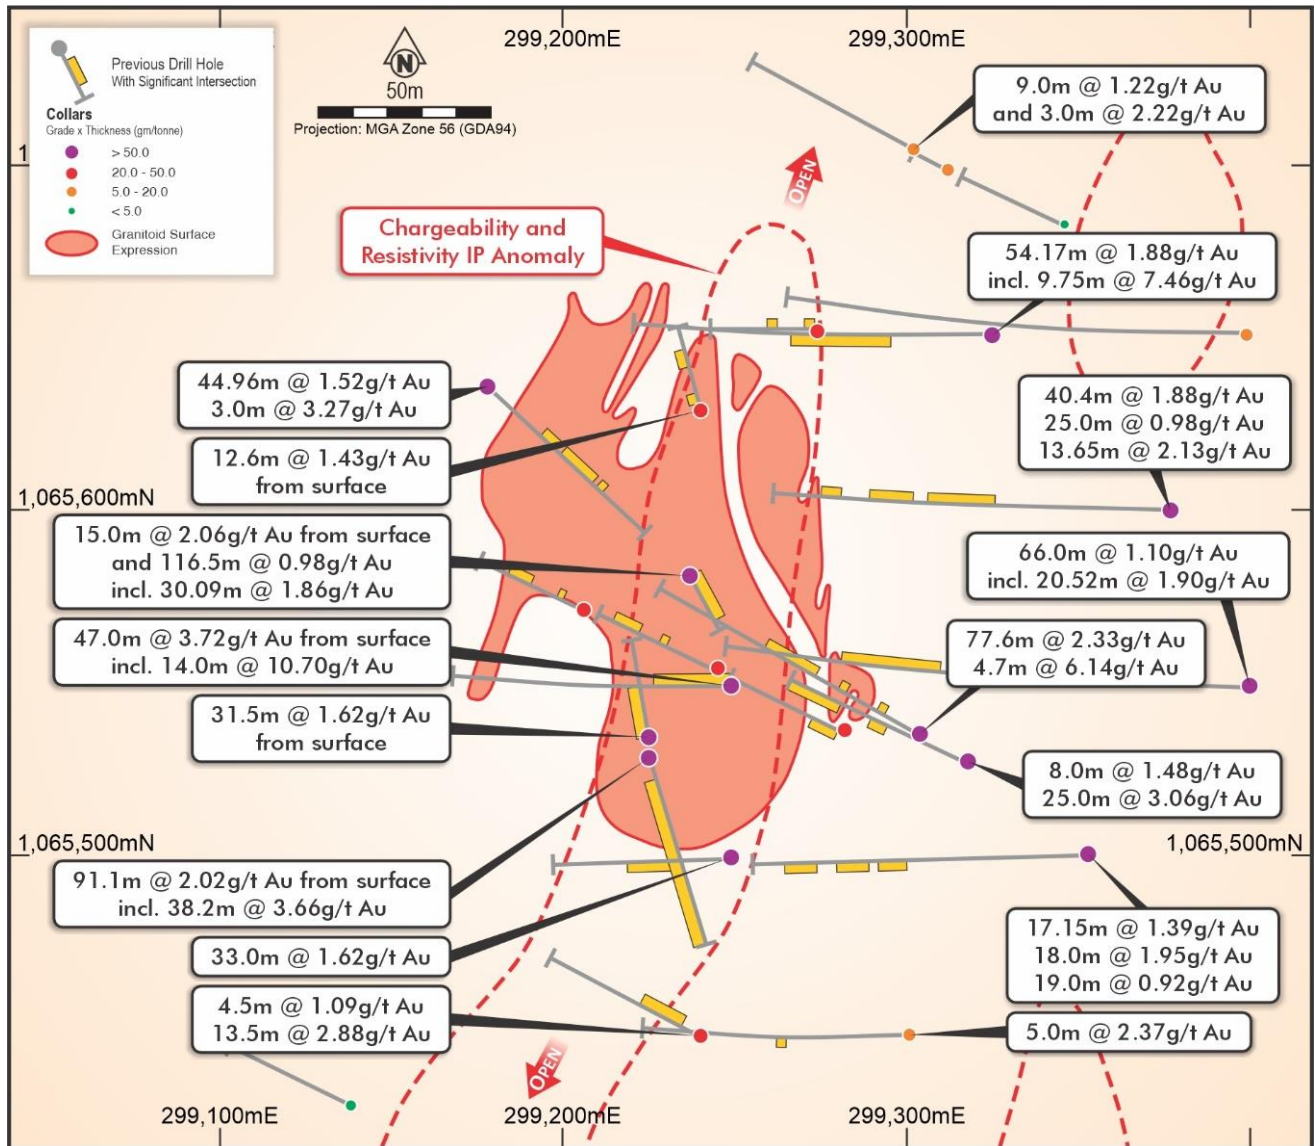 299,200mE
299,300mE
Previous Drill Hole
With Significant Intersection
Collars
Grade x Thickness (gm/tonne)
> 50.0
20.0 - 50.0
5.0 - 20.0
< 5.0
Granitoid Surface
Expression
N
50m
Projection: MGA Zone 56 (GDA94)
9.0m @ 1.22g/t Au
and 3.0m @ 2.22g/t Au
1
OPEN
Chargeability and
Resistivity IP Anomaly
54.17m @ 1.88g/t Au
incl. 9.75m @ 7.46g/t Au
44.96m @ 1.52g/t Au
3.0m @ 3.27g/t Au
40.4m @ 1.88g/t Au
25.0m @ 0.98g/t Au
13.65m @ 2.13g/t Au
12.6m @ 1.43g/t Au
from surface
1,065,600mN
15.0m @ 2.06g/t Au from surface
and 116.5m @ 0.98g/t Au
incl. 30.09m @ 1.86g/t Au
66.0m @ 1.10g/t Au
incl. 20.52m @ 1.90g/t Au
47.0m @ 3.72g/t Au from surface
incl. 14.0m @ 10.70g/t Au
77.6m @ 2.33g/t Au
4.7m @ 6.14g/t Au
31.5m @ 1.62g/t Au
from surface
8.0m @ 1.48g/t Au
25.0m @ 3.06g/t Au
1,065,500mN
1,065,500mN
91.1m @ 2.02g/t Au from surface
incl. 38.2m @ 3.66g/t Au
33.0m @ 1.62g/t Au
17.15m @ 1.39g/t Au
18.0m @ 1.95g/t Au
19.0m @ 0.92g/t Au
4.5m @ 1.09g/t Au
13.5m @ 2.88g/t Au
5.0m @ 2.37g/t Au
OPEN
299,100mE
299,200mE
299,300mE